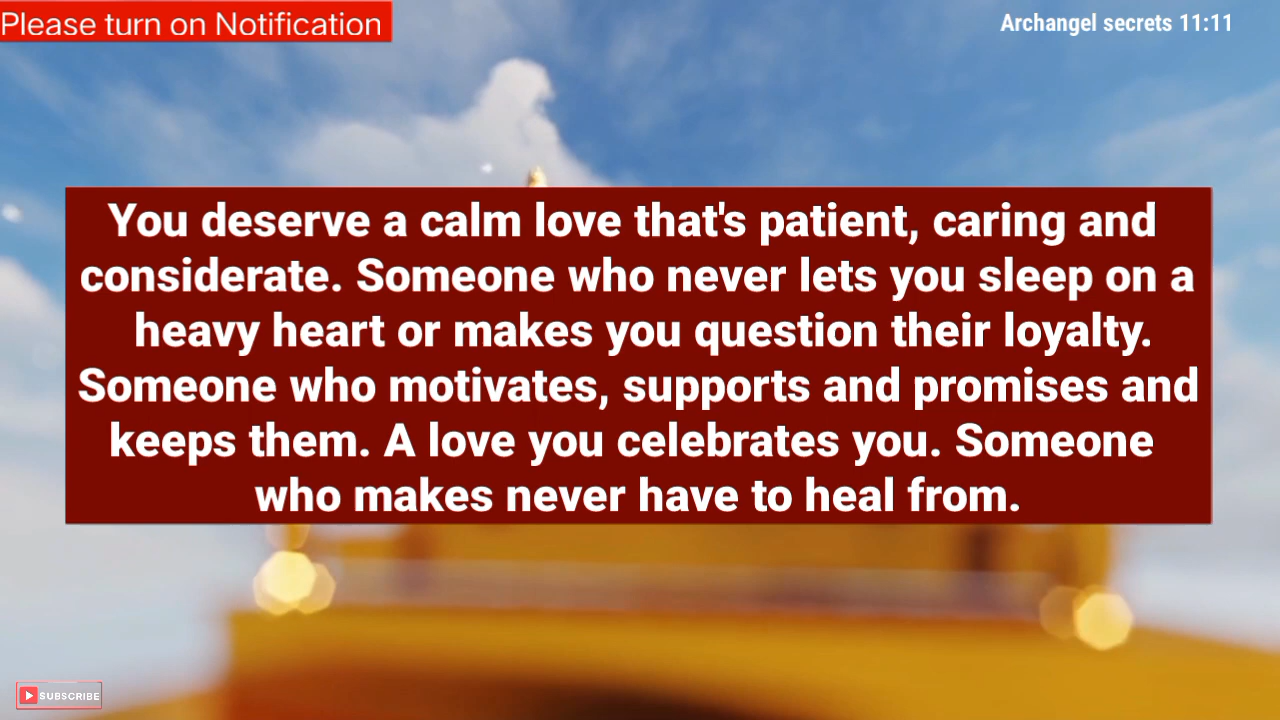 Please turn on Notification
Archangel secrets 11:11
You deserve a calm love that's patient, caring and
considerate. Someone who never lets you sleep on a
heavy heart or makes you question their loyalty.
Someone who motivates, supports and promises and
keeps them. A love you celebrates you. Someone
who makes never have to heal from.
SUBSCRIBE